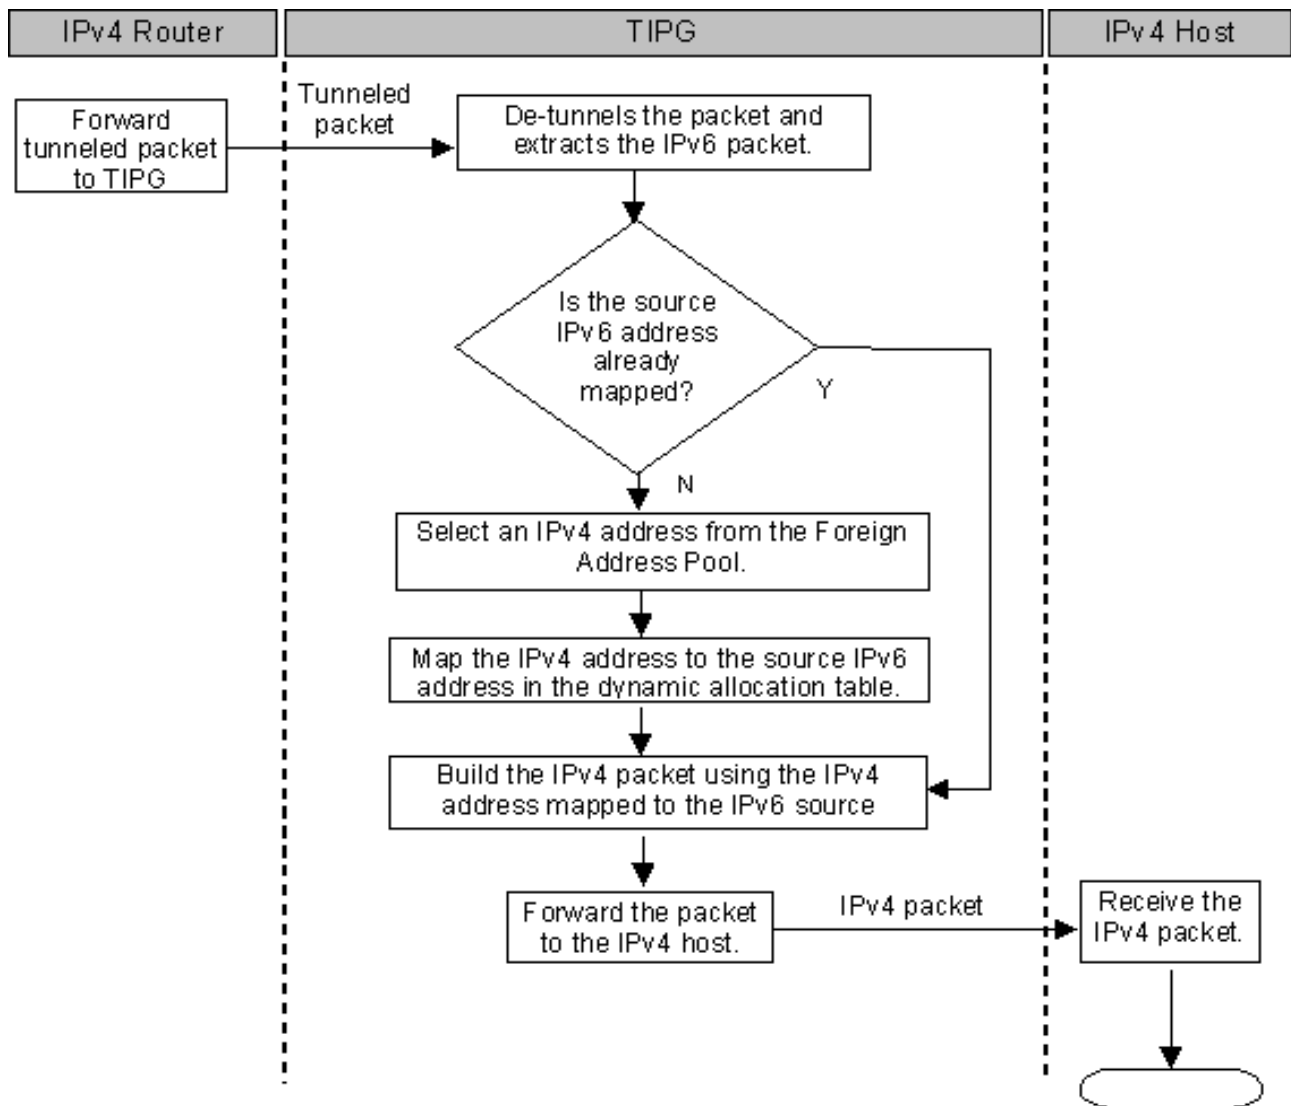 IPv4 Router
TIPG
IPv4 Host
Forward
tunneled packet
to TIPG
Tunneled
packet
De-tunnels the packet and
extracts the IPv6 packet.
Is the source
IPv6 address
already
mapped?
Y
N
Select an IPv4 address from the Foreign
Address Pool.
Map the IPv4 address to the source IPv6
address in the dynamic allocation table.
Build the IPv4 packet using the IPv4
address mapped to the IPv6 source
Forward the packet
to the IPv4 host.
IPv4 packet
Receive the
IPv4 packet.